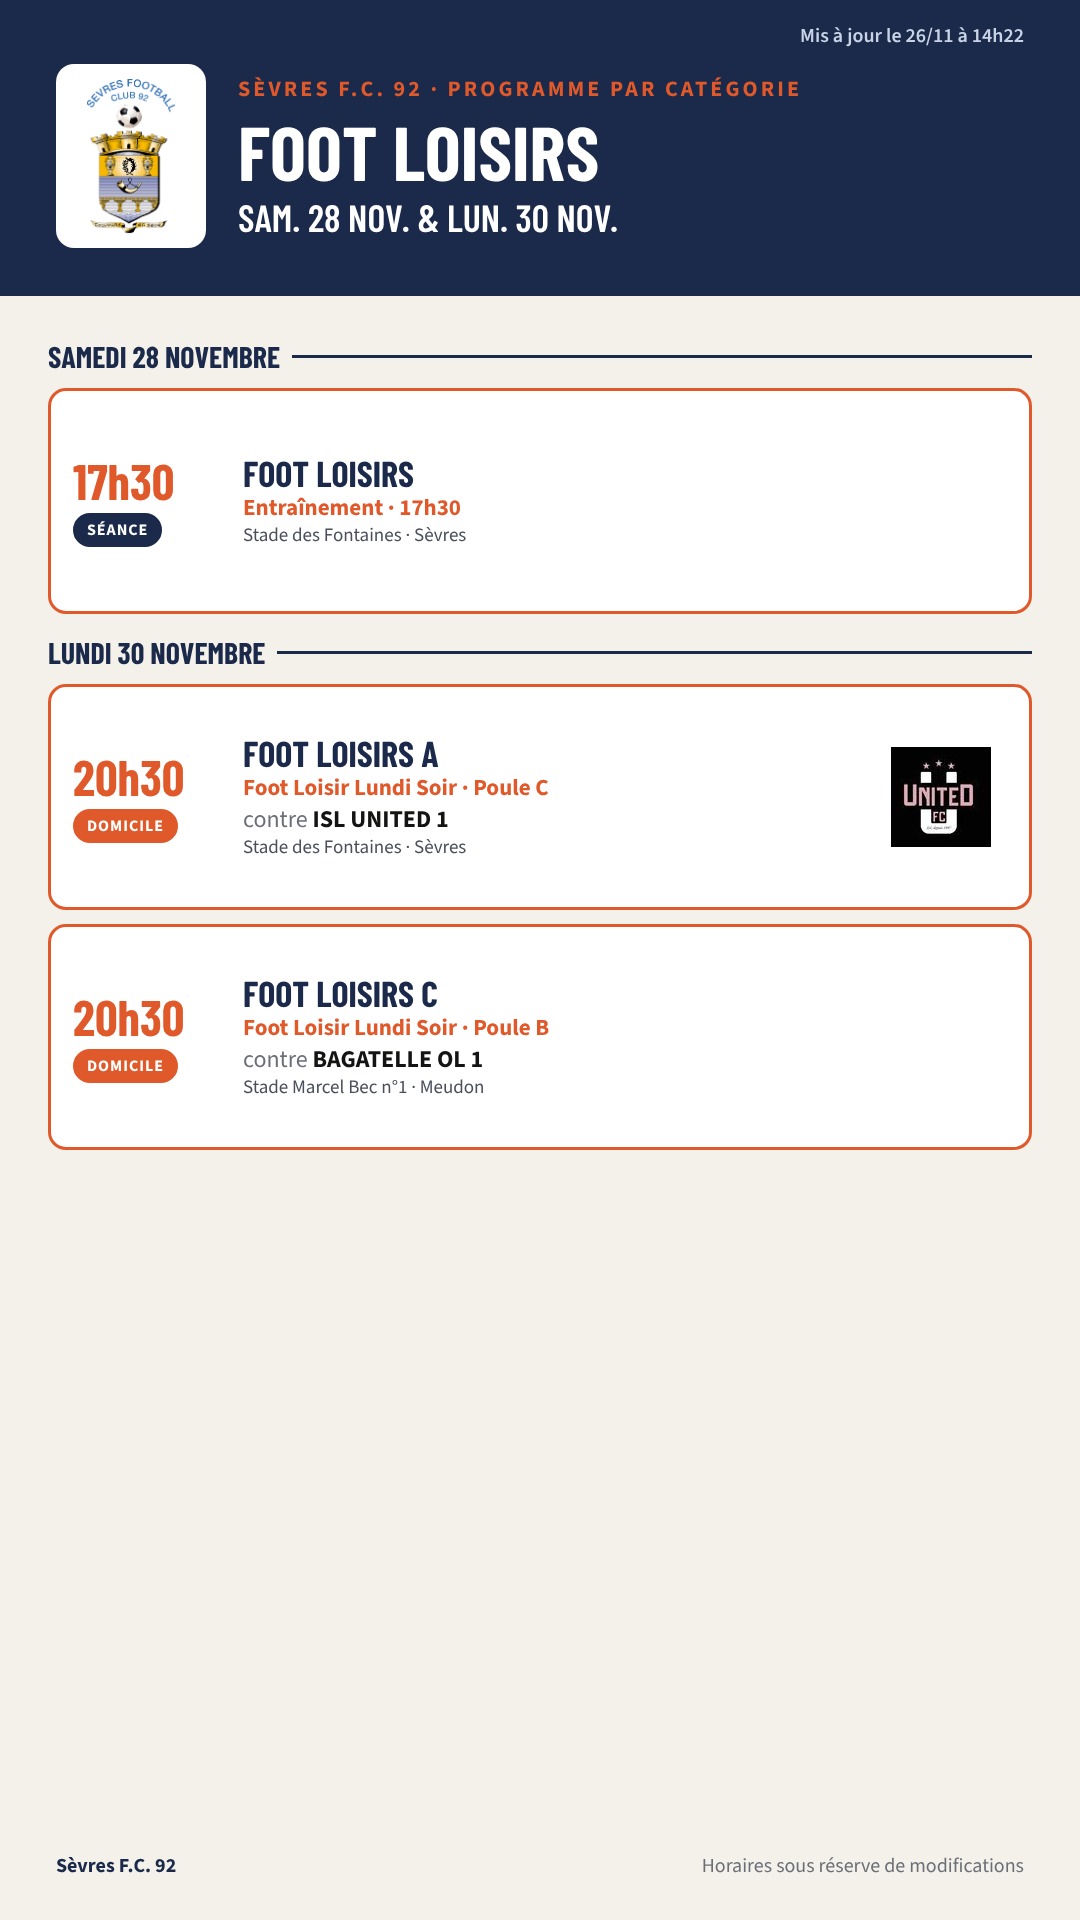 Mis à jour le 26/11 à 14h22
SEVRES FOOTBALL
CLUB 92
SÈVRES F.C. 92 · PROGRAMME PAR CATÉGORIE
FOOT LOISIRS
SAM. 28 NOV. & LUN. 30 NOV.
SAMEDI 28 NOVEMBRE
17h30
SÉANCE
FOOT LOISIRS
Entraînement · 17h30
Stade des Fontaines · Sèvres
LUNDI 30 NOVEMBRE
20h30
DOMICILE
FOOT LOISIRS A
Foot Loisir Lundi Soir · Poule C
contre ISL UNITED 1
Stade des Fontaines · Sèvres
UNITED
FC
20h30
DOMICILE
FOOT LOISIRS C
Foot Loisir Lundi Soir · Poule B
contre BAGATELLE OL 1
Stade Marcel Bec n°1 · Meudon
Sèvres F.C. 92
Horaires sous réserve de modifications